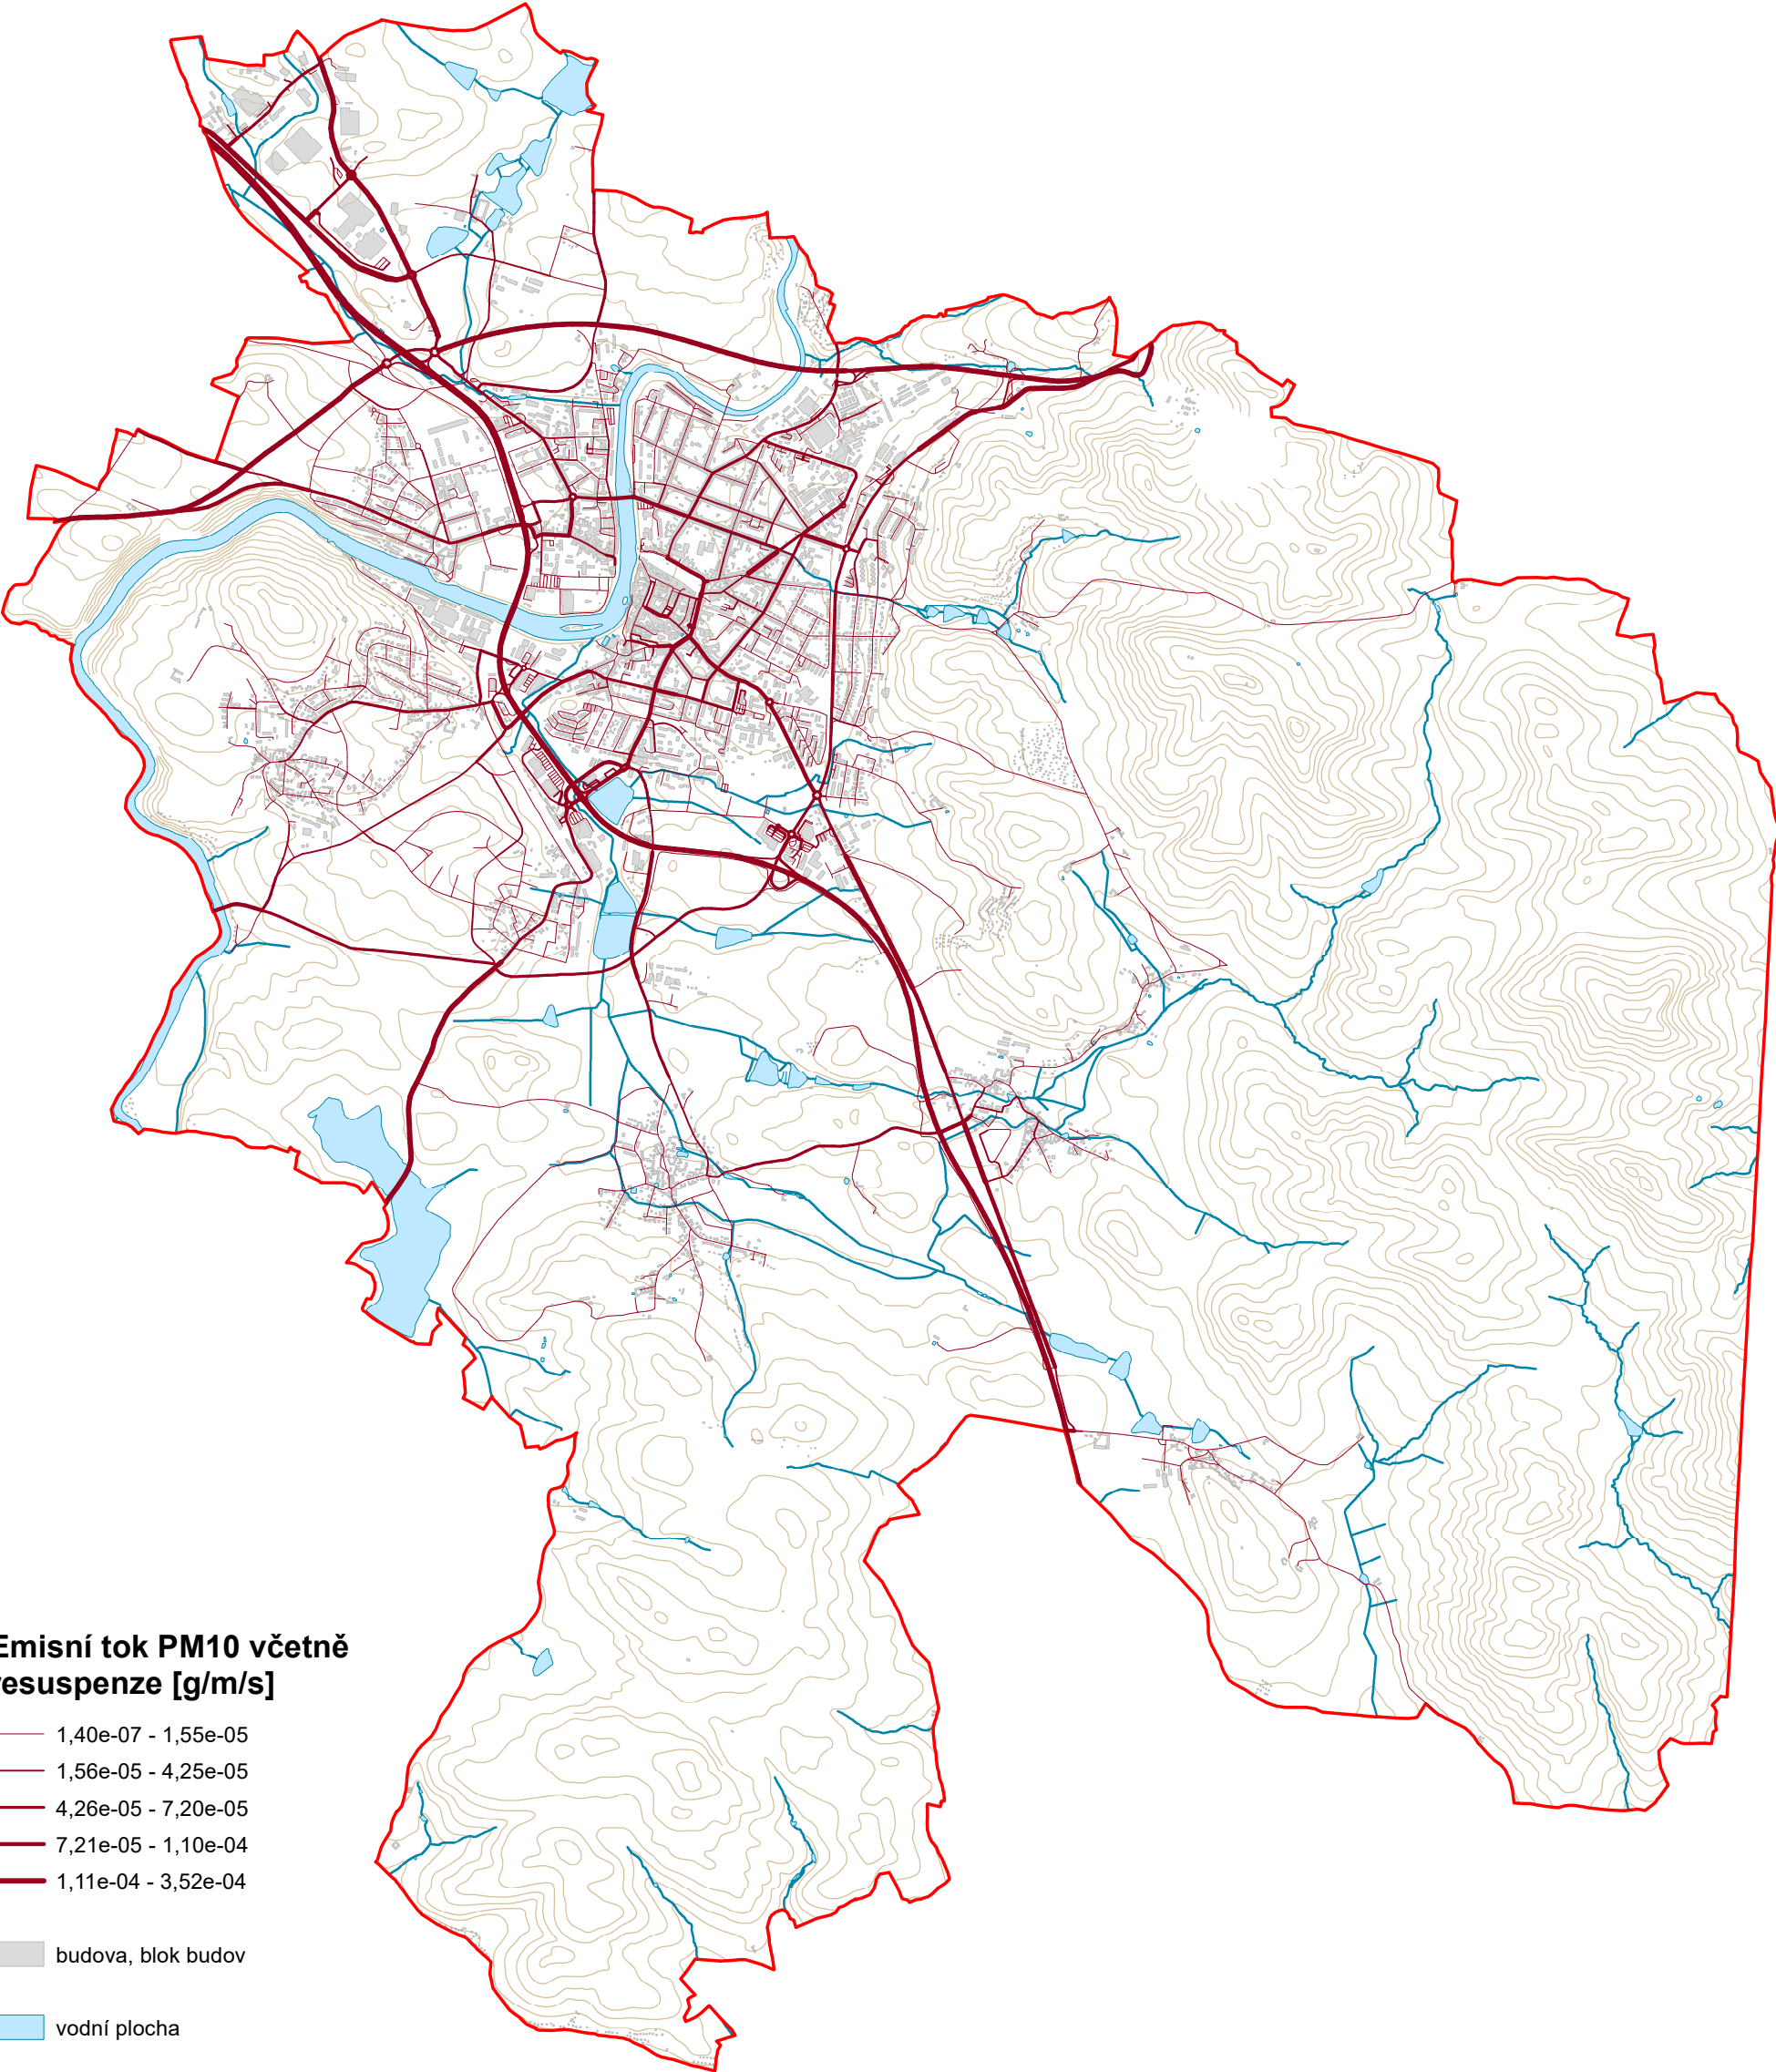 Emisní tok PM10 včetně
resuspenze [g/m/s]
1,40e-07 - 1,55e-05
1,56e-05 - 4,25e-05
4,26e-05 - 7,20e-05
7,21e-05 - 1,10e-04
1,11e-04 - 3,52e-04
budova, blok budov
vodní plocha